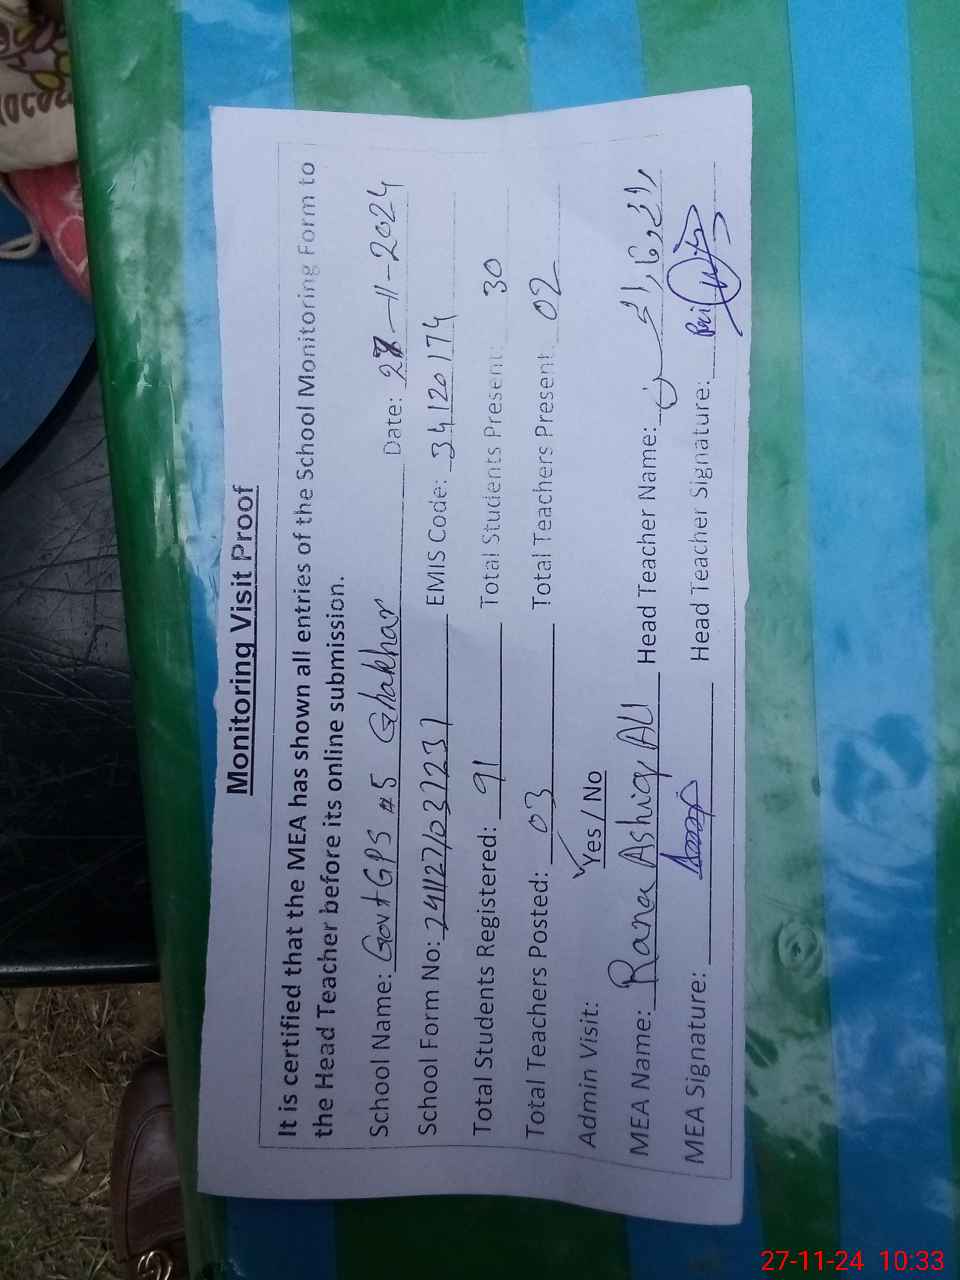 Monitoring Visit Proof
It is certified that the MEA has shown all entries of the School Monitoring Form to
the Head Teacher before its online submission.
School Name: Govt GPS #5 Ghakhar Date: 27-11-2024
School Form No: 241127/037237 EMIS Code: 34120174
Total Students Registered: 91 Total Students Present: 30
Total Teachers Posted: 03 Total Teachers Present: 02
Admin Visit: Yes / No
MEA Name: Rana Ashiq Ali Head Teacher Name:
MEA Signature: Head Teacher Signature:
27-11-24 10:33